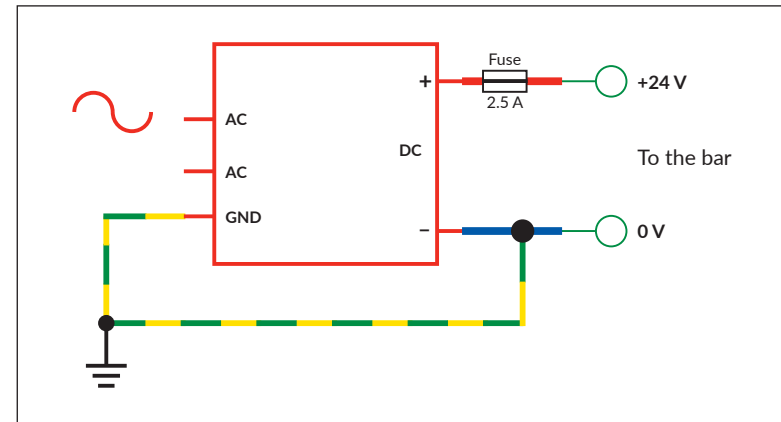 Fuse
+
+24 V
2.5 A
AC
DC
To the bar
AC
GND
–
0 V